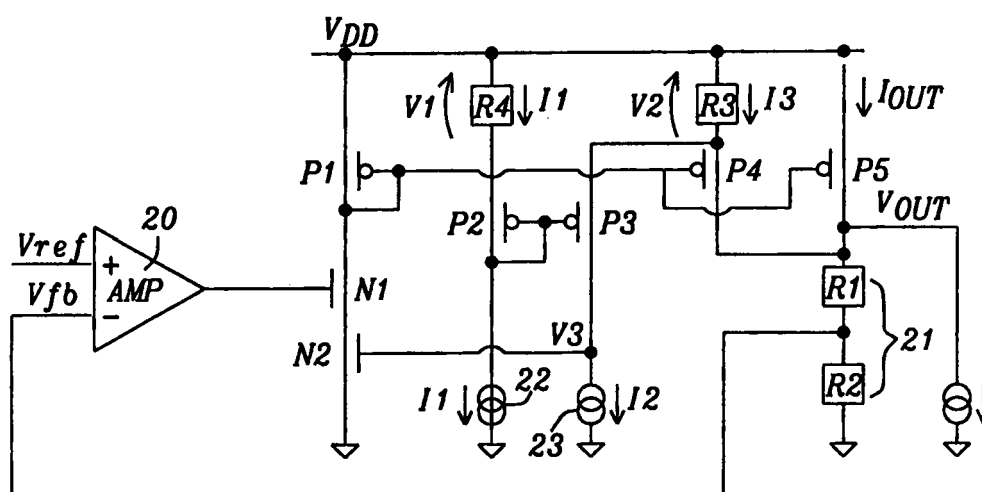 VDD
V1
R4
I1
V2
R3
I3
IOUT
P1
P4
P5
P2
P3
VOUT
20
Vref
+
AMP
Vfb
−
N1
R1
N2
V3
21
22
R2
I1
I2
23